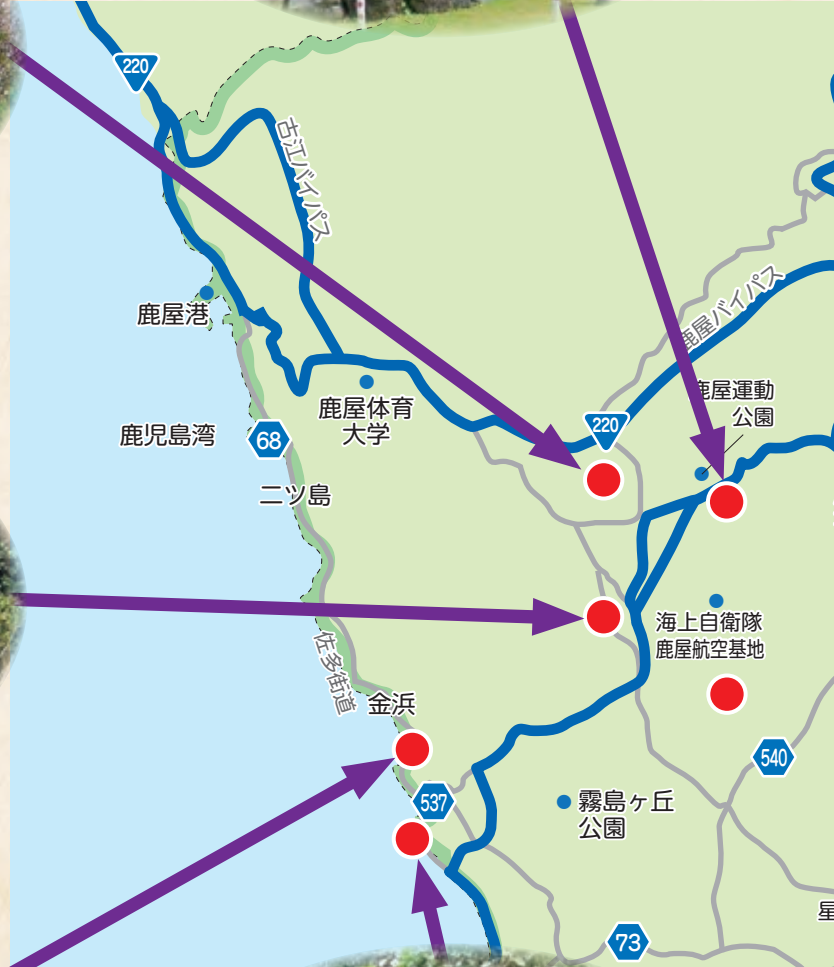 220
古江バイパス
鹿屋港
鹿屋バイパス
鹿屋運動
公園
鹿屋体育
大学
220
鹿児島湾
68
二ツ島
海上自衛隊
鹿屋航空基地
佐多街道
金浜
540
537
霧島ヶ丘
公園
星
73